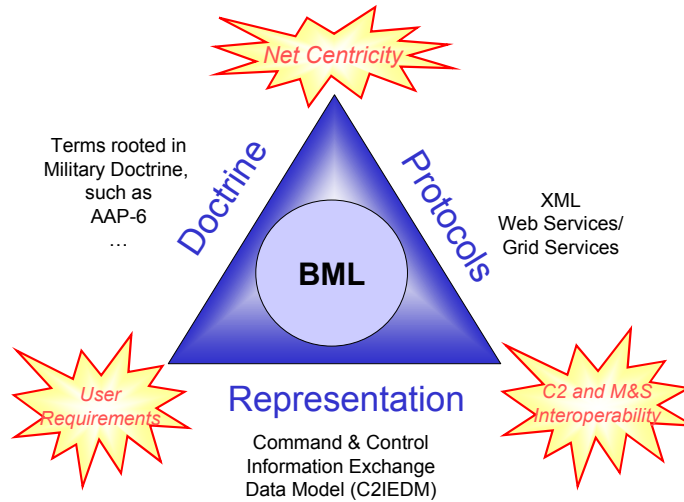 Net Centricity
Terms rooted in
Military Doctrine,
such as
AAP-6
…
Doctrine
Protocols
XML
Web Services/
Grid Services
BML
User
Requirements
Representation
C2 and M&S
Interoperability
Command & Control
Information Exchange
Data Model (C2IEDM)